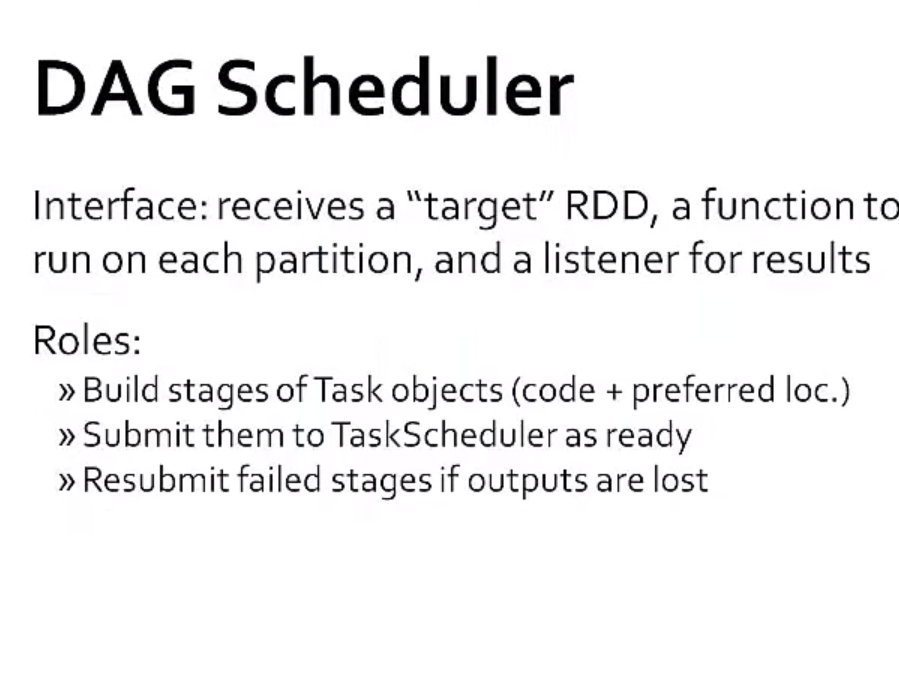 DAG Scheduler
Interface: receives a “target” RDD, a function to
run on each partition, and a listener for results
Roles:
» Build stages of Task objects (code + preferred loc.)
» Submit them to TaskScheduler as ready
» Resubmit failed stages if outputs are lost